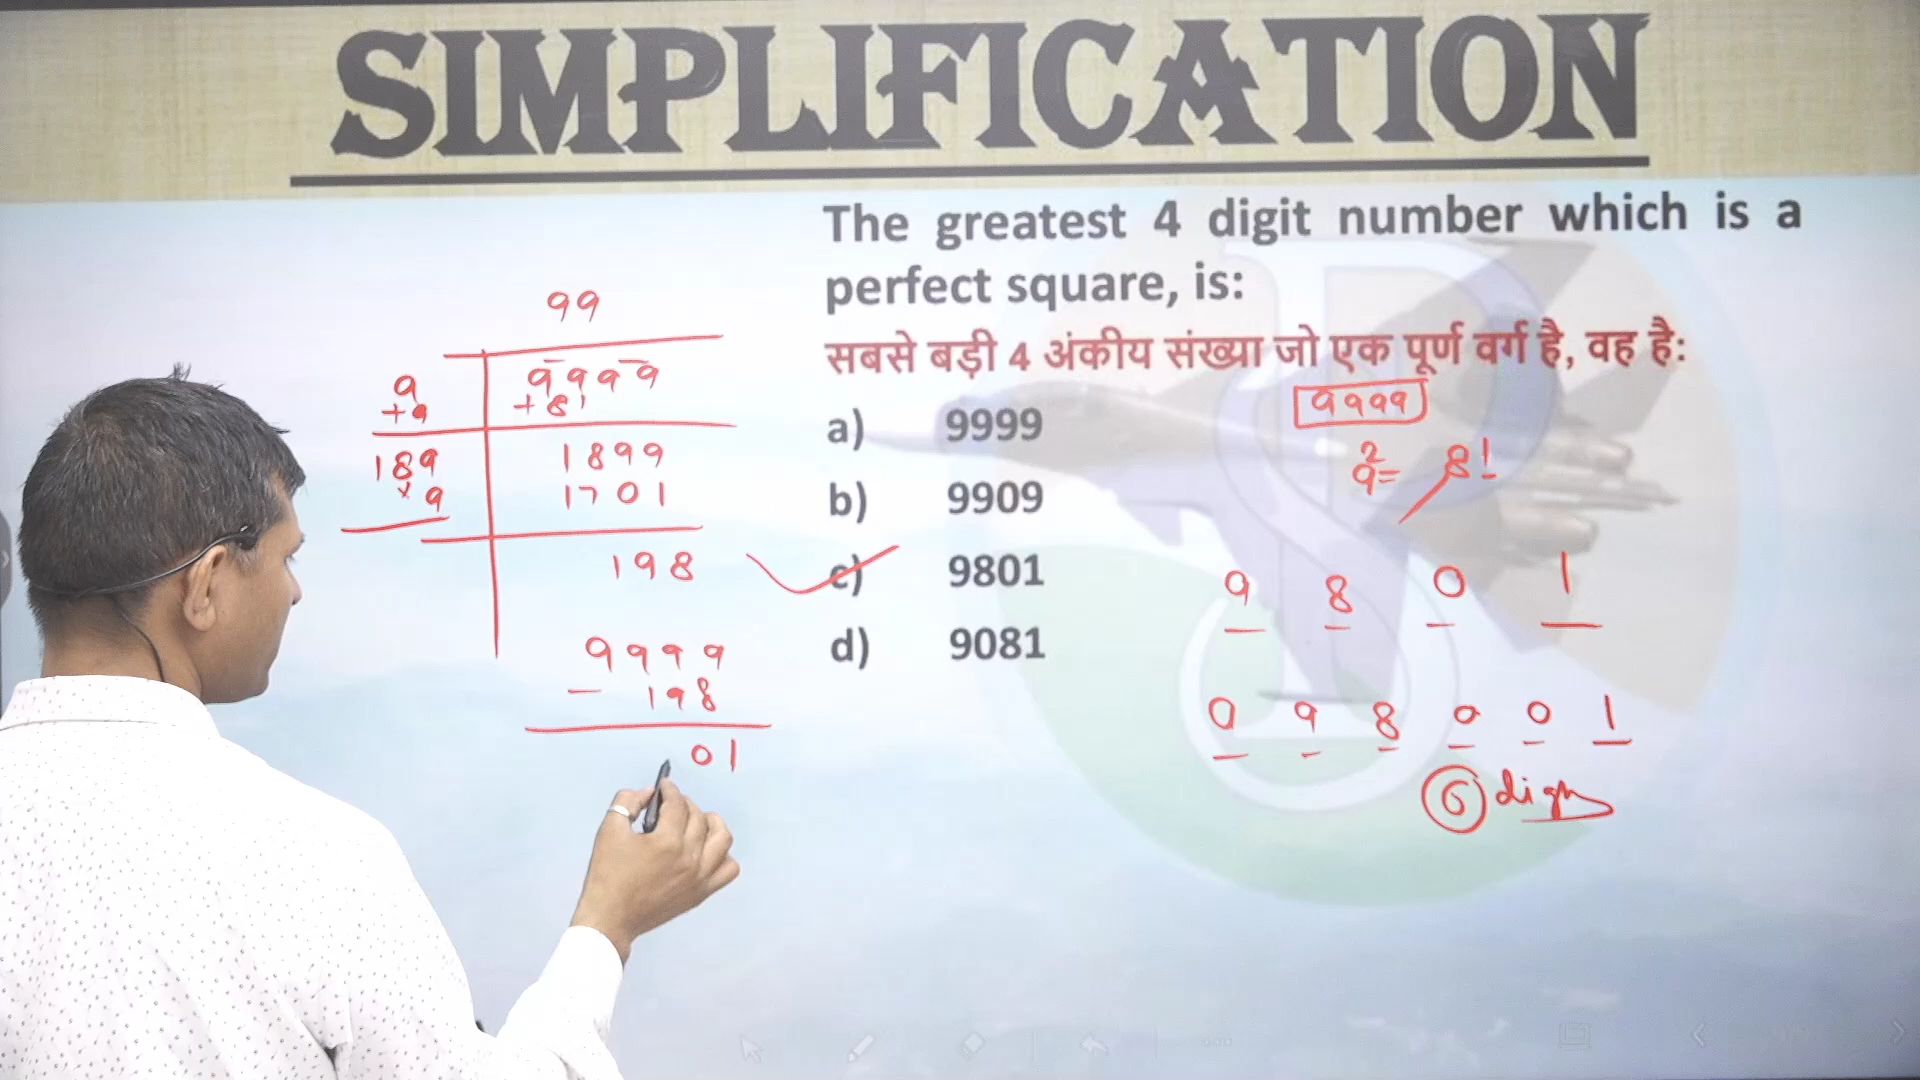 SIMPLIFICATION
The greatest 4 digit number which is a
perfect square, is:
सबसे बड़ी 4 अंकीय संख्या जो एक पूर्ण वर्ग है, वह है:
a) 9999
b) 9909
c) 9801
d) 9081
99
9 9999
+9 +81
189 1899
× 9 1701
198
9999
- 198
01
9999
9²= 81
9 8 0 1
9 9 8 0 0 1
6 digit